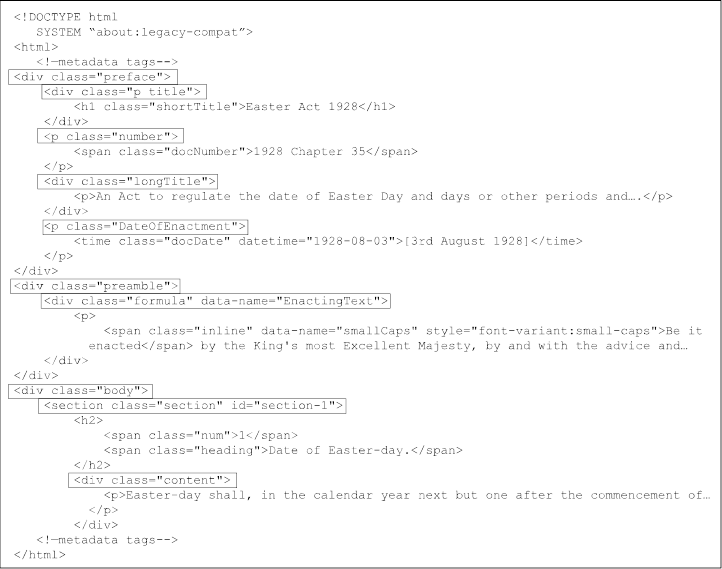 <!DOCTYPE html
SYSTEM “about:legacy-compat”>
<html>
<!—metadata tags-->
<div class="preface">
<div class="p title">
<h1 class="shortTitle">Easter Act 1928</h1>
</div>
<p class="number">
<span class="docNumber">1928 Chapter 35</span>
</p>
<div class="longTitle">
<p>An Act to regulate the date of Easter Day and days or other periods and….</p>
</div>
<p class="DateOfEnactment">
<time class="docDate" datetime="1928-08-03">[3rd August 1928]</time>
</p>
</div>
<div class="preamble">
<div class="formula" data-name="EnactingText">
<p>
<span class="inline" data-name="smallCaps" style="font-variant:small-caps">Be it
enacted</span> by the King's most Excellent Majesty, by and with the advice and…
</div>
</div>
<div class="body">
<section class="section" id="section-1">
<h2>
<span class="num">1</span>
<span class="heading">Date of Easter-day.</span>
</h2>
<div class="content">
<p>Easter-day shall, in the calendar year next but one after the commencement of…
</p>
</div>
<!—metadata tags-->
</html>